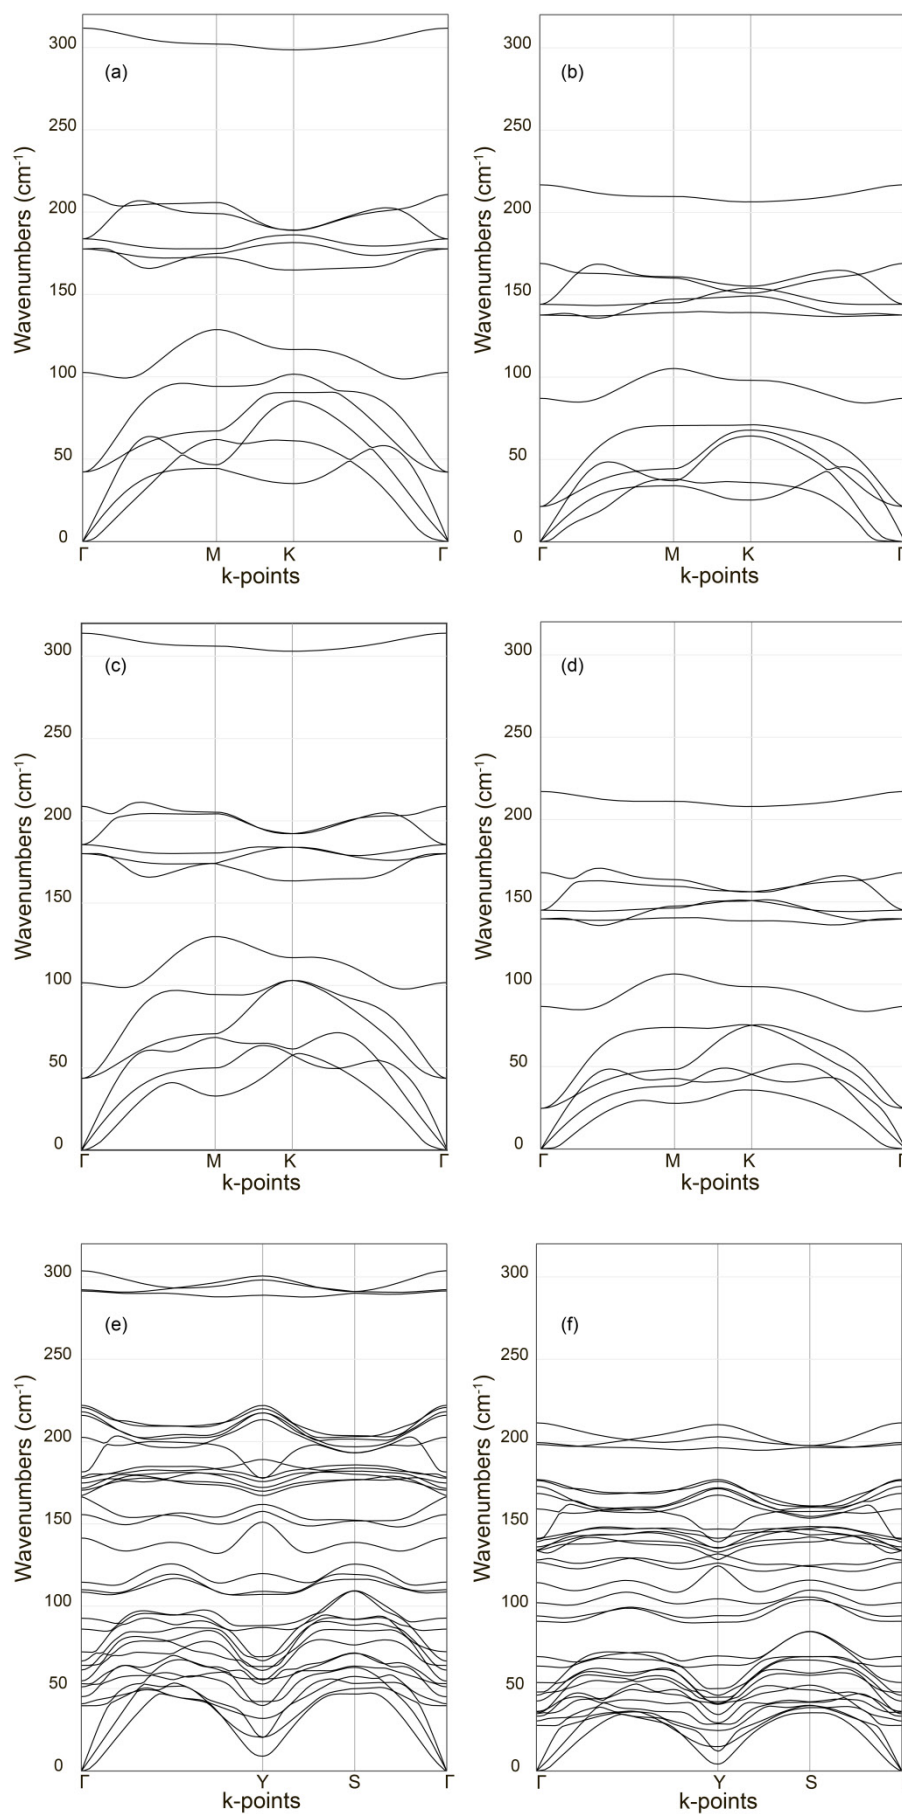 (a)
300
250
200
150
100
50
0
Wavenumbers (cm⁻¹)
Γ M K Γ
k-points
(b)
300
250
200
150
100
50
0
Wavenumbers (cm⁻¹)
Γ M K Γ
k-points
(c)
300
250
200
150
100
50
0
Wavenumbers (cm⁻¹)
Γ M K Γ
k-points
(d)
300
250
200
150
100
50
0
Wavenumbers (cm⁻¹)
Γ M K Γ
k-points
(e)
300
250
200
150
100
50
0
Wavenumbers (cm⁻¹)
Γ Y S Γ
k-points
(f)
300
250
200
150
100
50
0
Wavenumbers (cm⁻¹)
Γ Y S
k-points